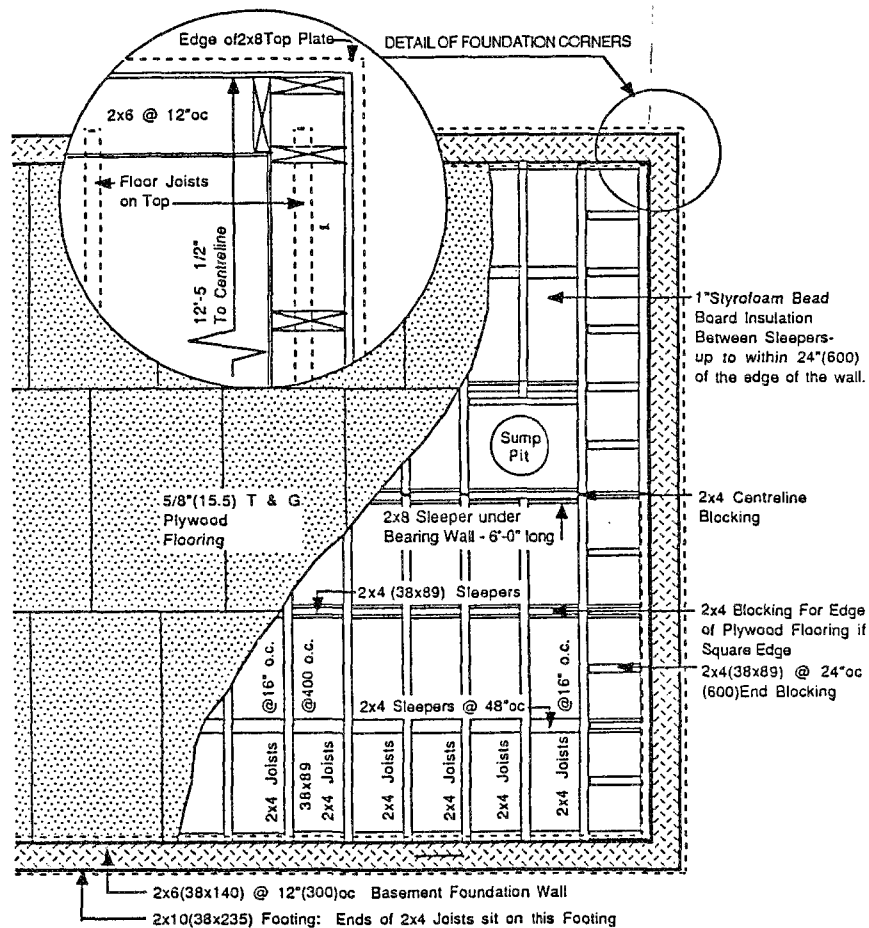 Edge of2x8Top Plate
DETAIL OF FOUNDATION CORNERS
2x6 @ 12"oc
Floor Joists
on Top
12'-5 1/2"
To Centreline
1"Styrofoam Bead
Board Insulation
Between Sleepers-
up to within 24"(600)
of the edge of the wall.
Sump
Pit
5/8"(15.5) T & G
Plywood
Flooring
2x8 Sleeper under
Bearing Wall - 6'-0" long
2x4 Centreline
Blocking
2x4 (38x89) Sleepers
2x4 Blocking For Edge
of Plywood Flooring if
Square Edge
2x4(38x89) @ 24"oc
(600)End Blocking
@16" o.c.
@400 o.c.
@16" o.c.
2x4 Sleepers @ 48"oc
2x4 Joists
38x89
2x4 Joists
2x4 Joists
2x4 Joists
2x4 Joists
2x4 Joists
2x6(38x140) @ 12"(300)oc Basement Foundation Wall
2x10(38x235) Footing: Ends of 2x4 Joists sit on this Footing